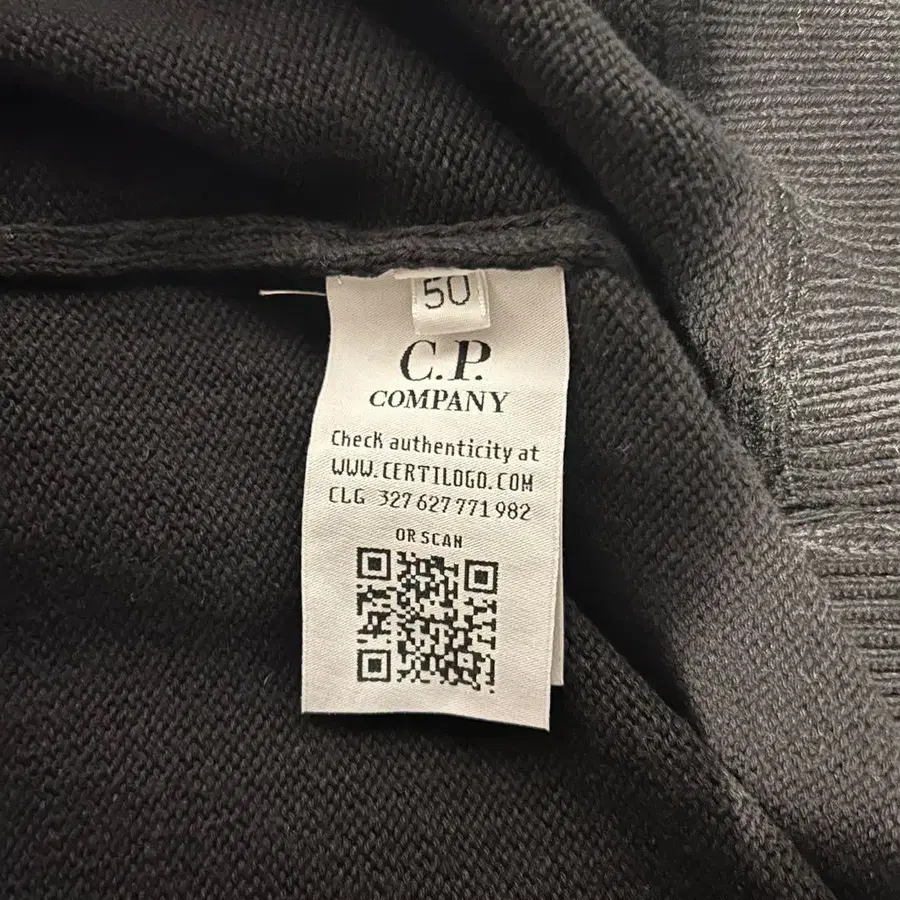 50
C.P.
COMPANY
Check authenticity at
WWW.CERTILOGO.COM
CLG 327 627 771 982
OR SCAN